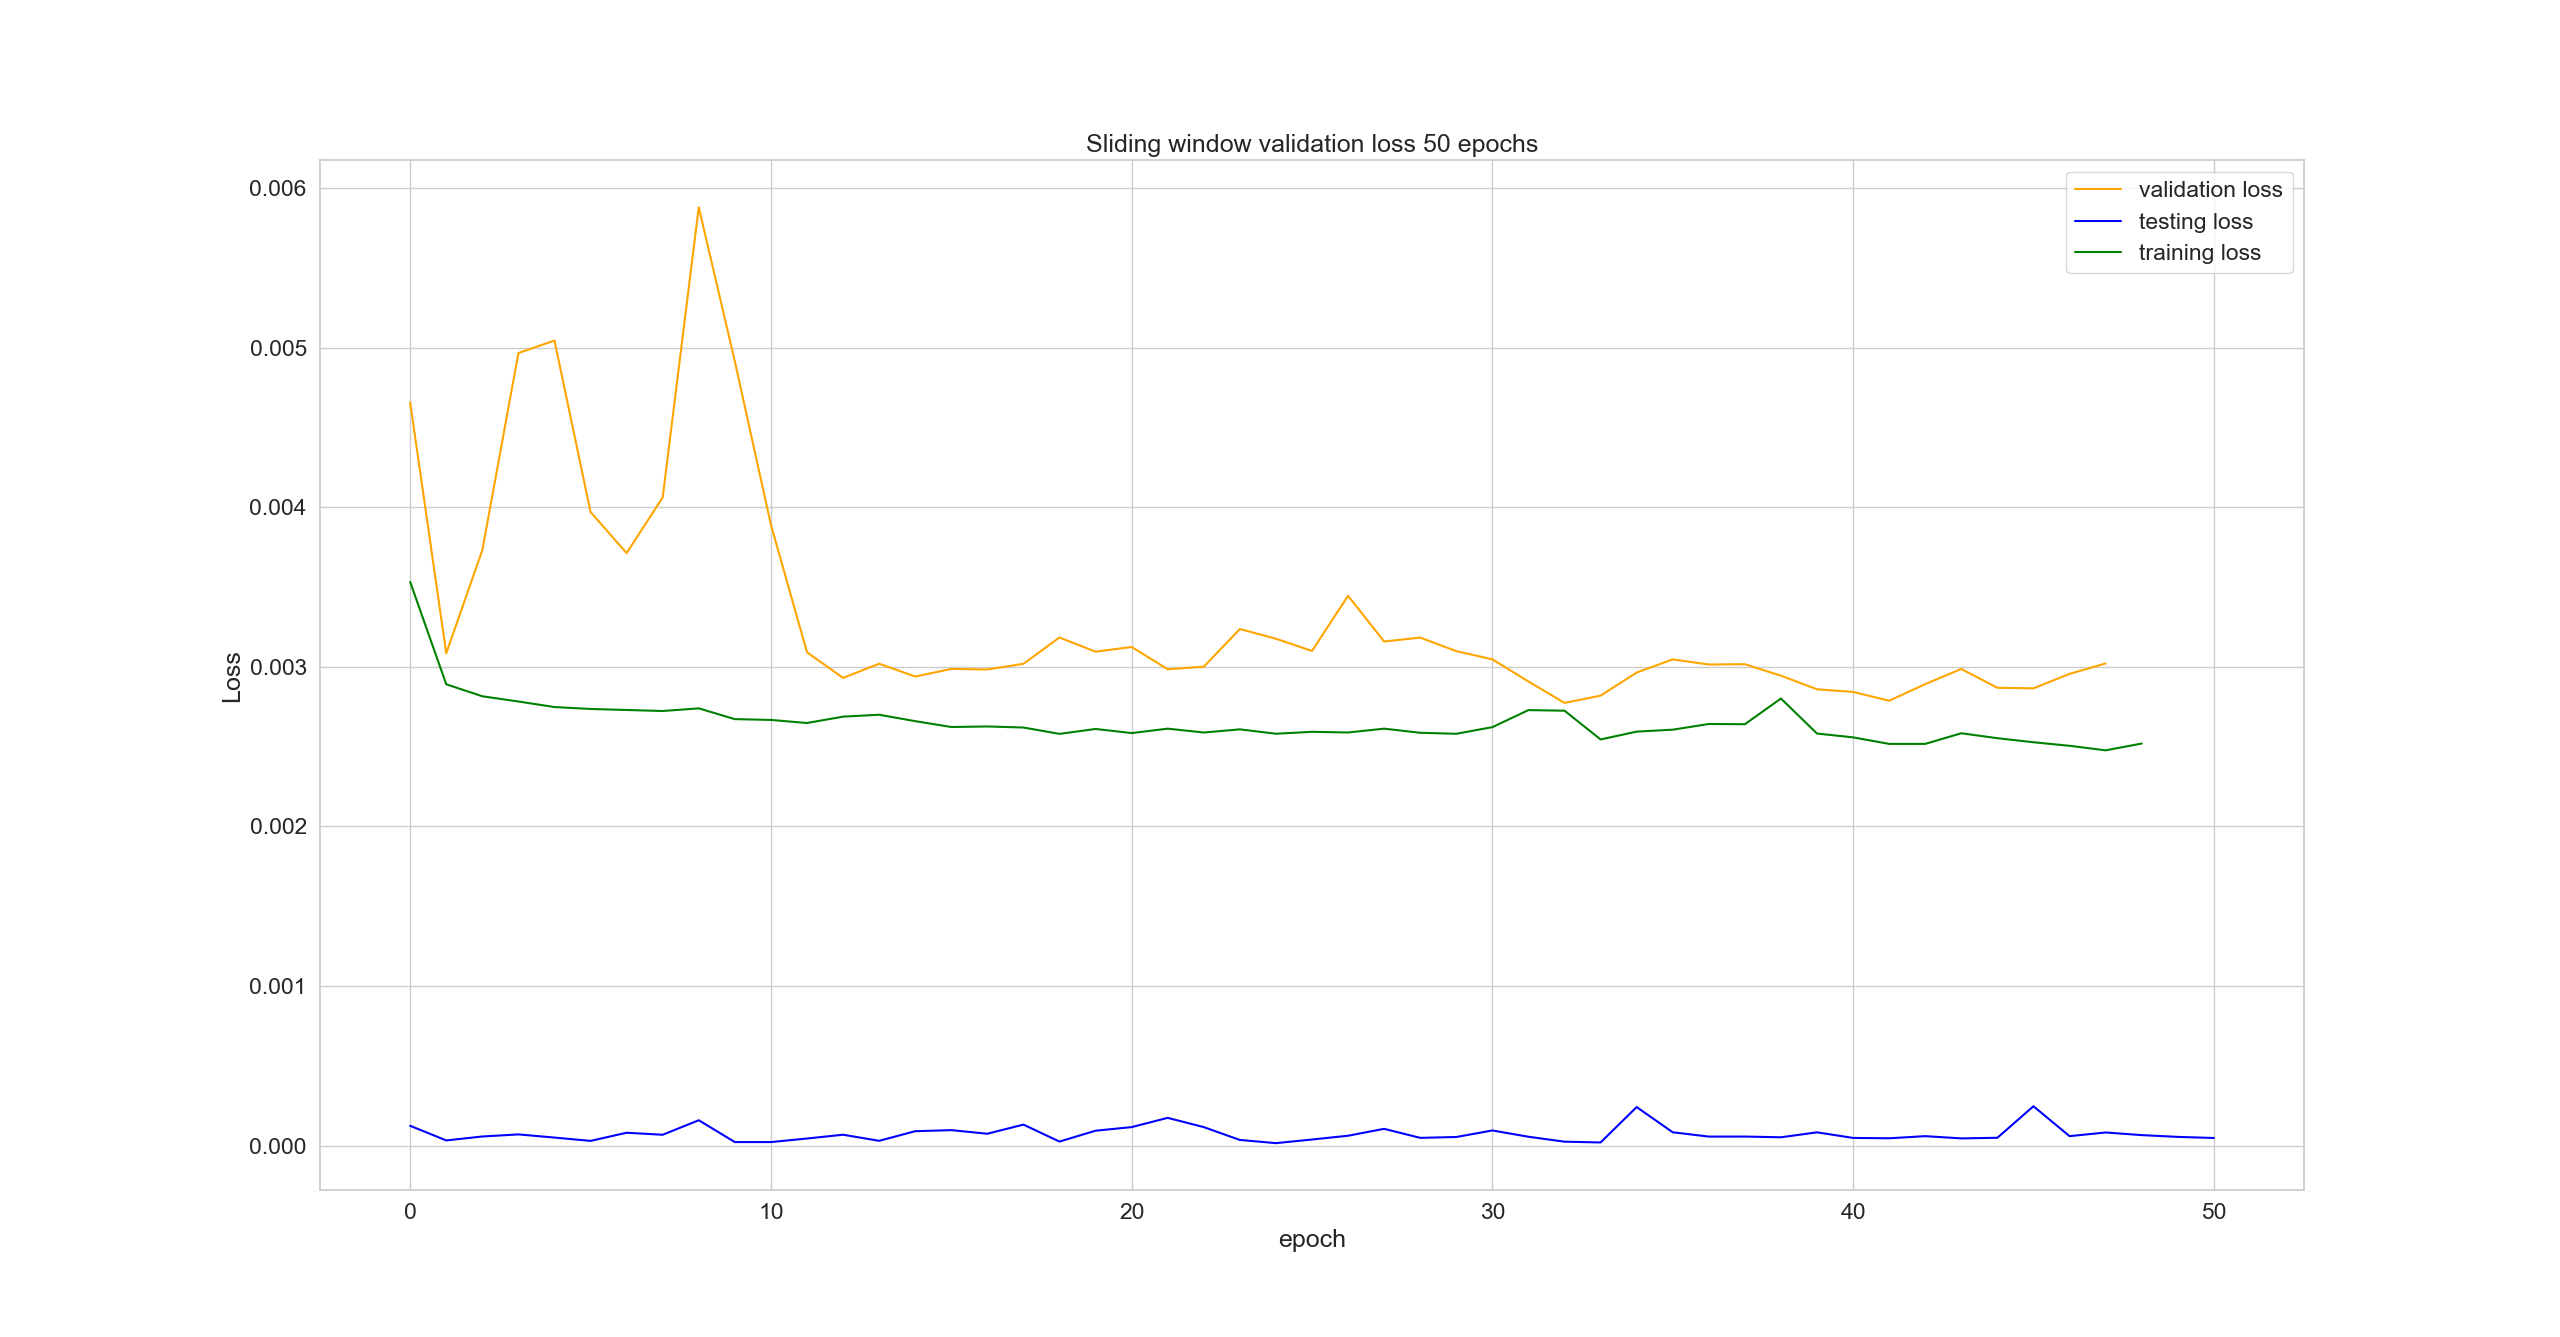 Sliding window validation loss 50 epochs
0.006
0.005
0.004
0.003
0.002
0.001
0.000
Loss
validation loss
testing loss
training loss
0 10 20 30 40 50
epoch